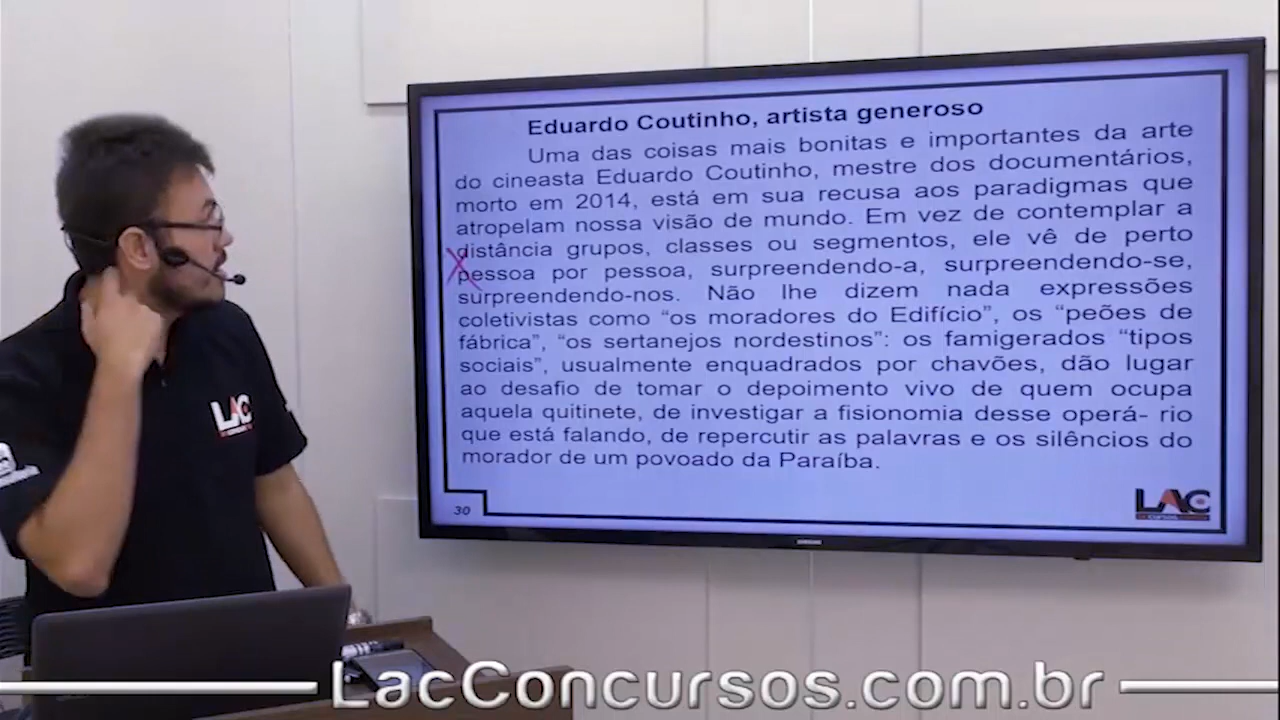 Eduardo Coutinho, artista generoso
Uma das coisas mais bonitas e importantes da arte
do cineasta Eduardo Coutinho, mestre dos documentários,
morto em 2014, está em sua recusa aos paradigmas que
atropelam nossa visão de mundo. Em vez de contemplar a
distância grupos, classes ou segmentos, ele vê de perto
pessoa por pessoa, surpreendendo-a, surpreendendo-se,
surpreendendo-nos. Não lhe dizem nada expressões
coletivistas como “os moradores do Edifício”, os “peões de
fábrica”, “os sertanejos nordestinos”: os famigerados “tipos
sociais”, usualmente enquadrados por chavões, dão lugar
ao desafio de tomar o depoimento vivo de quem ocupa
aquela quitinete, de investigar a fisionomia desse operá- rio
que está falando, de repercutir as palavras e os silêncios do
morador de um povoado da Paraíba.
30
LAC
CURSOS
SAMSUNG
LAC
LacConcursos.com.br